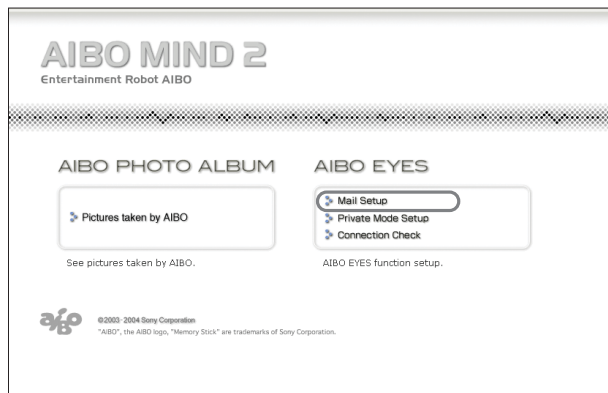 AIBO MIND 2
Entertainment Robot AIBO
AIBO PHOTO ALBUM
Pictures taken by AIBO
See pictures taken by AIBO.
AIBO EYES
Mail Setup
Private Mode Setup
Connection Check
AIBO EYES function setup.
aibo
©2003- 2004 Sony Corporation
"AIBO", the AIBO logo, "Memory Stick" are trademarks of Sony Corporation.